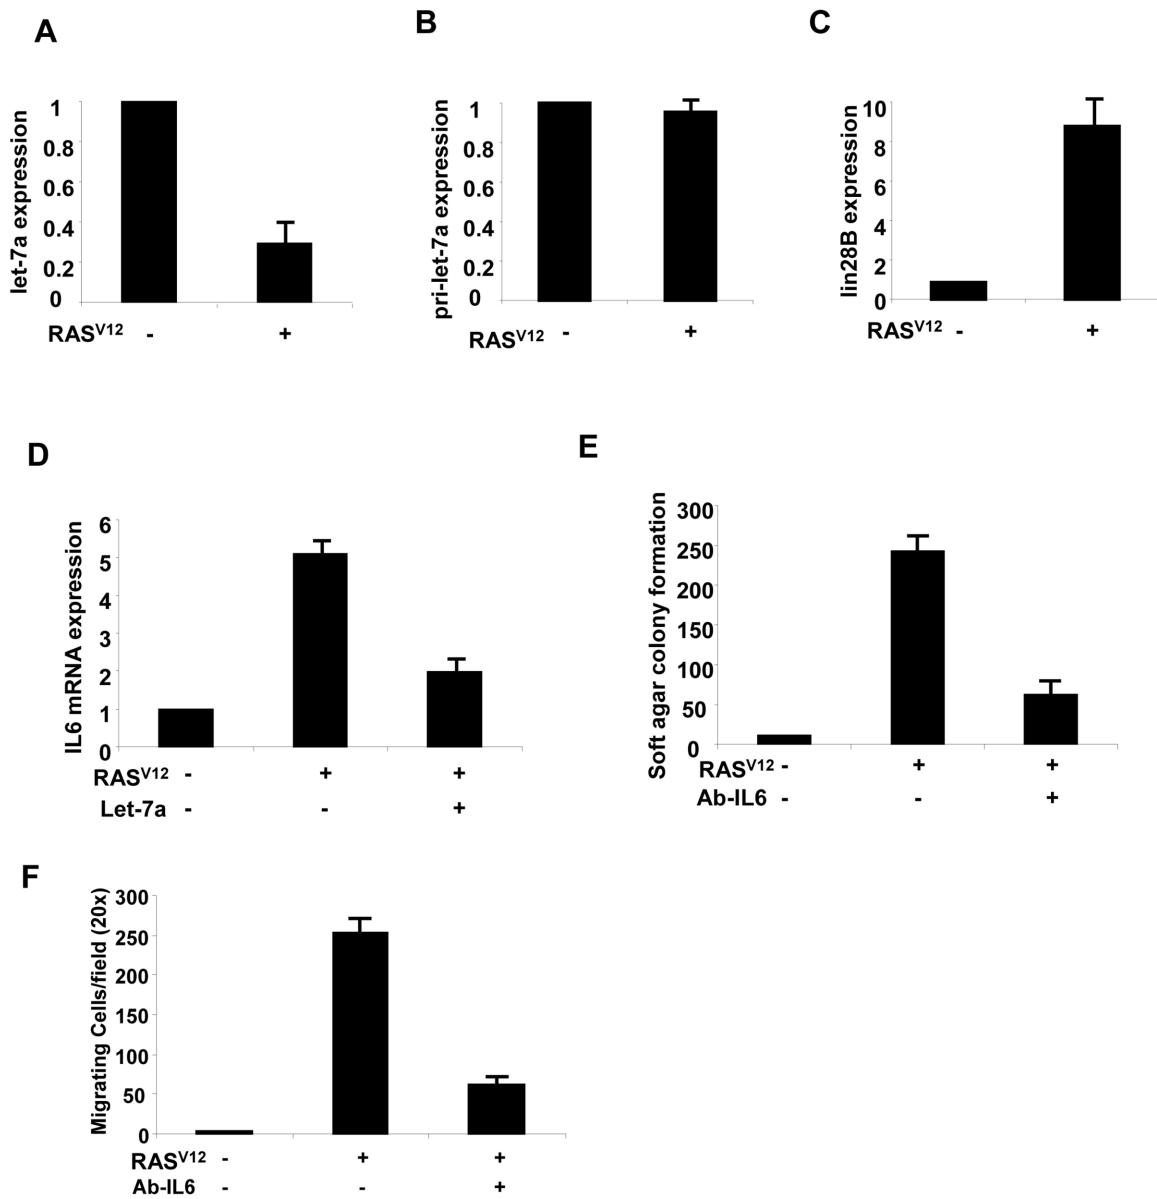 A
let-7a expression
1
0.8
0.6
0.4
0.2
0
RASV12 - +
B
pri-let-7a expression
1
0.8
0.6
0.4
0.2
0
RASV12 - +
C
lin28B expression
10
8
6
4
2
0
RASV12 - +
D
IL6 mRNA expression
6
5
4
3
2
1
0
RASV12 - + +
Let-7a - - +
E
Soft agar colony formation
300
250
200
150
100
50
0
RASV12 - + +
Ab-IL6 - - +
F
Migrating Cells/field (20x)
300
250
200
150
100
50
0
RASV12 - + +
Ab-IL6 - - +